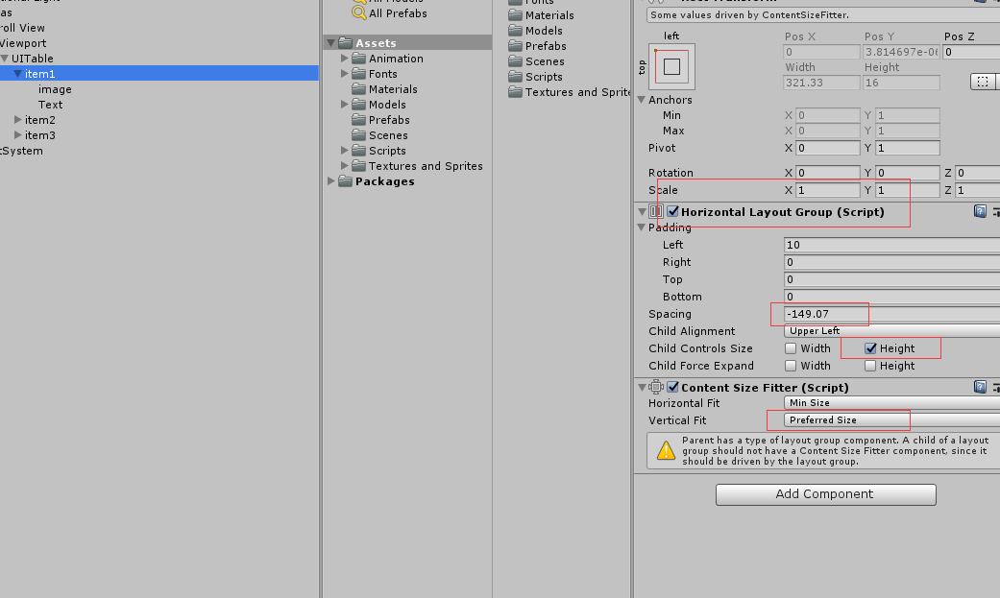 All Prefabs
as
roll View
Viewport
UITable
item1
image
Text
item2
item3
tSystem
Assets
Animation
Fonts
Materials
Models
Prefabs
Scenes
Scripts
Textures and Sprites
Packages
Materials
Models
Prefabs
Scenes
Scripts
Textures and Sprite
Some values driven by ContentSizeFitter.
left
Pos X Pos Y Pos Z
top
0 3.814697e-06 0
Width Height
321.33 16
Anchors
Min X 0 Y 1
Max X 0 Y 1
Pivot X 0 Y 1
Rotation X 0 Y 0 Z 0
Scale X 1 Y 1 Z 1
Horizontal Layout Group (Script)
Padding
Left 10
Right 0
Top 0
Bottom 0
Spacing -149.07
Child Alignment Upper Left
Child Controls Size Width Height
Child Force Expand Width Height
Content Size Fitter (Script)
Horizontal Fit Min Size
Vertical Fit Preferred Size
Parent has a type of layout group component. A child of a layout
group should not have a Content Size Fitter component, since it
should be driven by the layout group.
Add Component